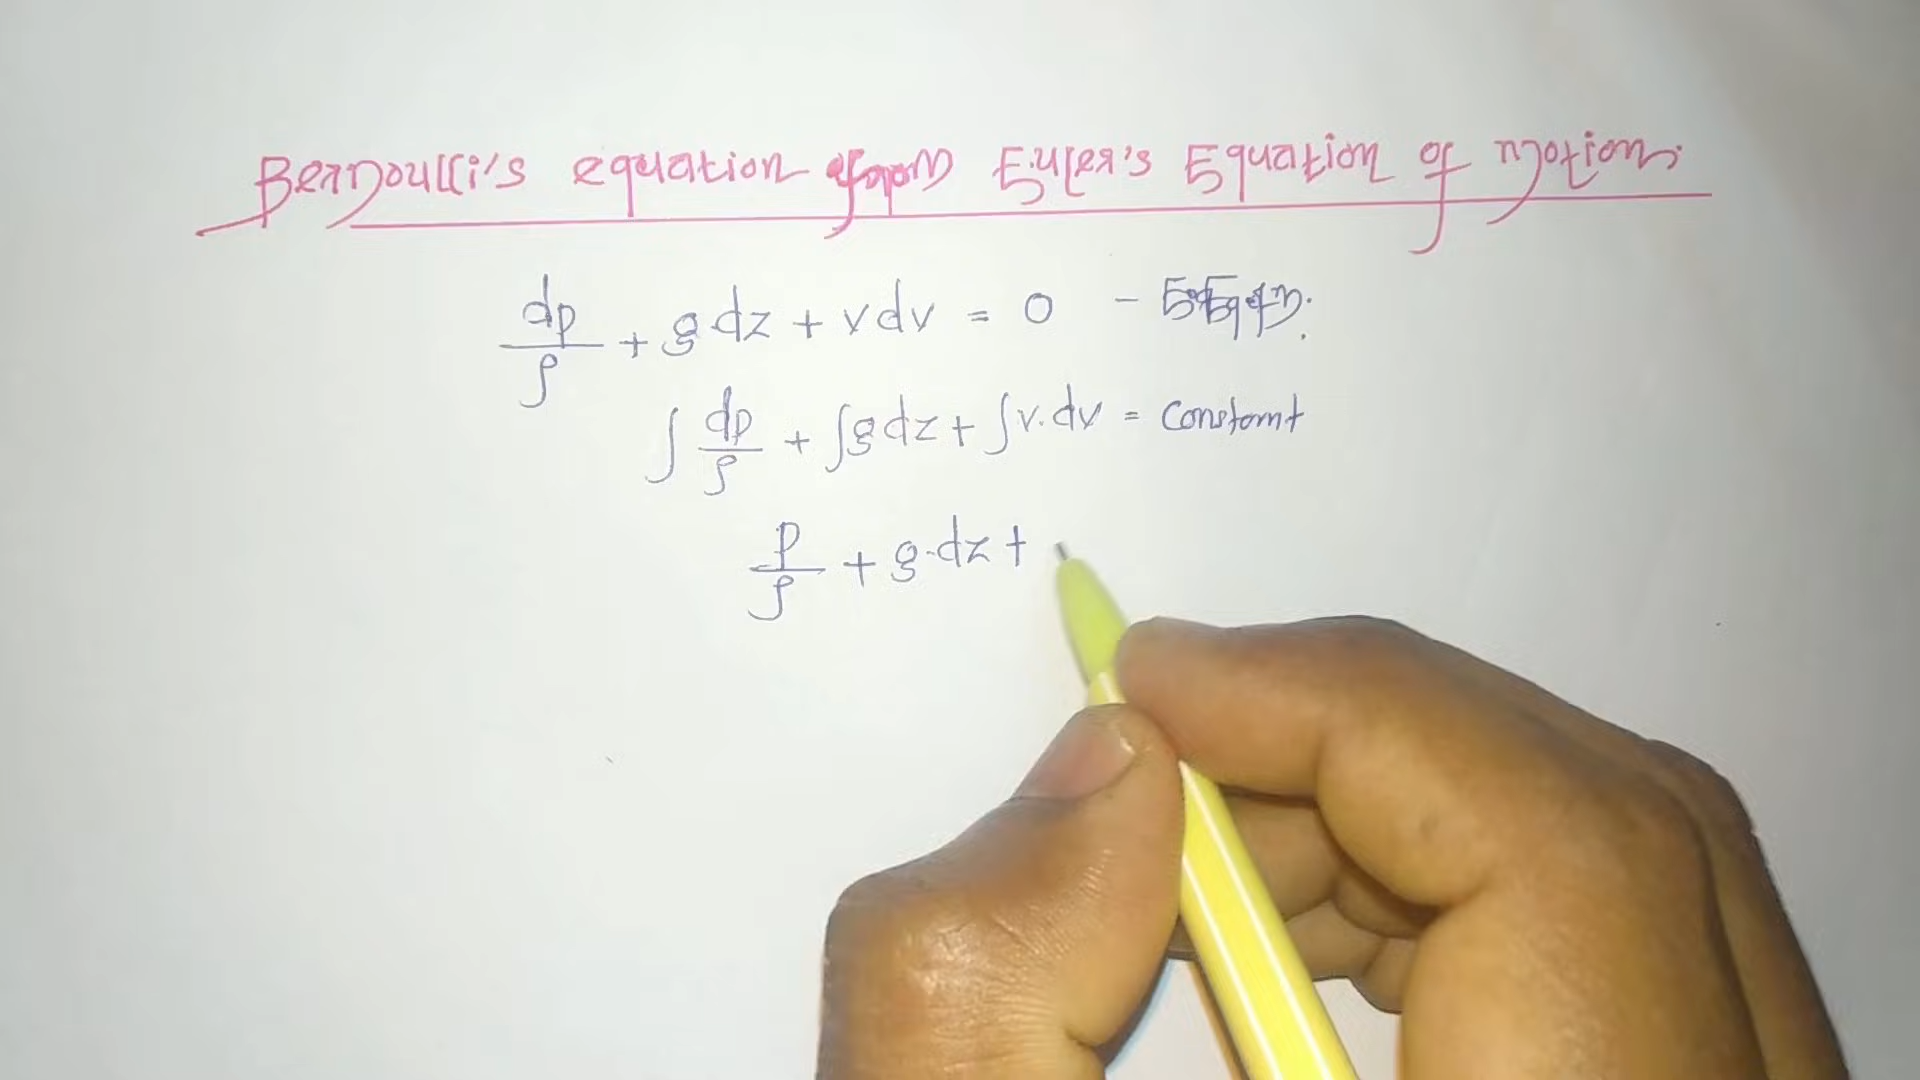 Bernoulli's equation from Euler's Equation of motion.
dp/ρ + g dz + v dv = 0 -
∫ dp/ρ + ∫ g dz + ∫ v. dv = constant
p/ρ + g.dz +